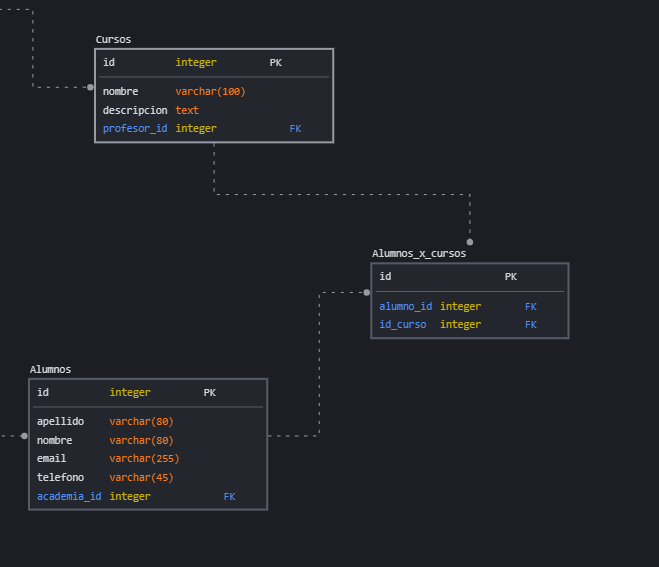 Cursos
id integer PK
nombre varchar(100)
descripcion text
profesor_id integer FK
Alumnos_x_cursos
id PK
alumno_id integer FK
id_curso integer FK
Alumnos
id integer PK
apellido varchar(80)
nombre varchar(80)
email varchar(255)
telefono varchar(45)
academia_id integer FK